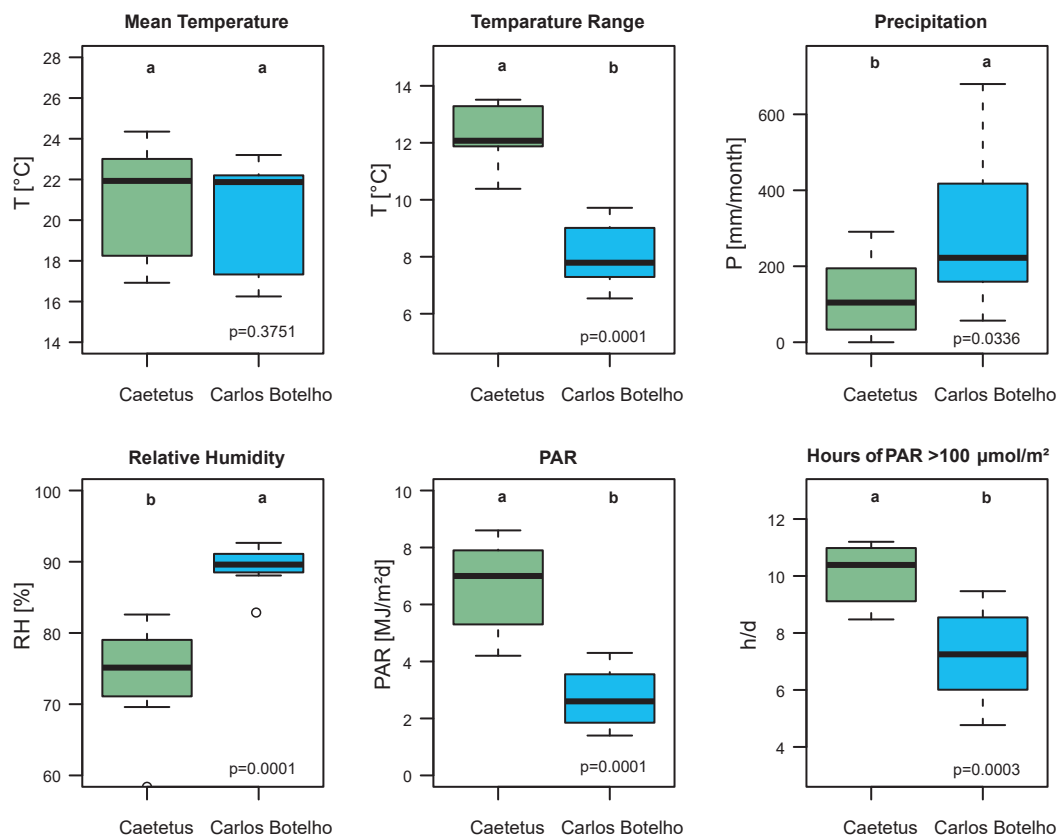 Mean Temperature
T [°C]
28
26
24
22
20
18
16
14
a
a
p=0.3751
Caetetus
Carlos Botelho
Temparature Range
T [°C]
14
12
10
8
6
a
b
p=0.0001
Caetetus
Carlos Botelho
Precipitation
P [mm/month]
600
400
200
0
b
a
p=0.0336
Caetetus
Carlos Botelho
Relative Humidity
RH [%]
100
90
80
70
60
b
a
p=0.0001
Caetetus
Carlos Botelho
PAR
PAR [MJ/m²d]
10
8
6
4
2
0
a
b
p=0.0001
Caetetus
Carlos Botelho
Hours of PAR >100 µmol/m²
h/d
12
10
8
6
4
a
b
p=0.0003
Caetetus
Carlos Botelho